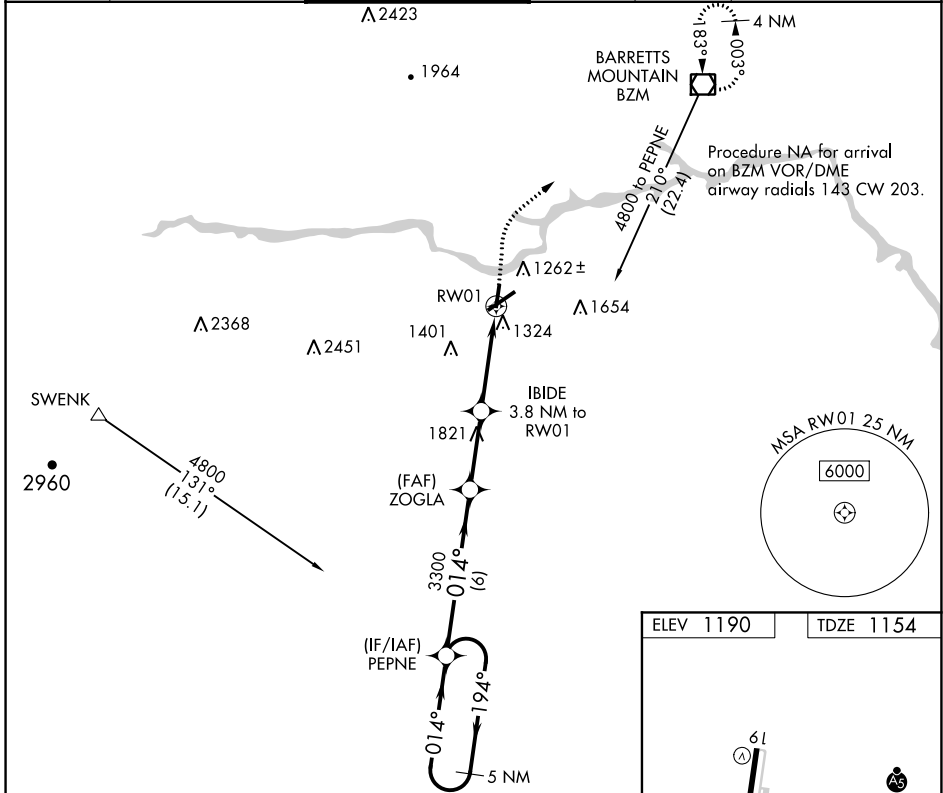 2423
4 NM
183°
003°
1964
BARRETTS
MOUNTAIN
BZM
4800 to PEPNE
210°
(22.4)
Procedure NA for arrival
on BZM VOR/DME
airway radials 143 CW 203.
1262±
RW01
1654
2368
1401
1324
2451
SWENK
IBIDE
3.8 NM to
RW01
1821
MSA RW01 25 NM
6000
2960
4800
131°
(15.1)
(FAF)
ZOGLA
3300
014°
(6)
ELEV 1190
TDZE 1154
(IF/IAF)
PEPNE
014°
194°
5 NM
19
V
A5